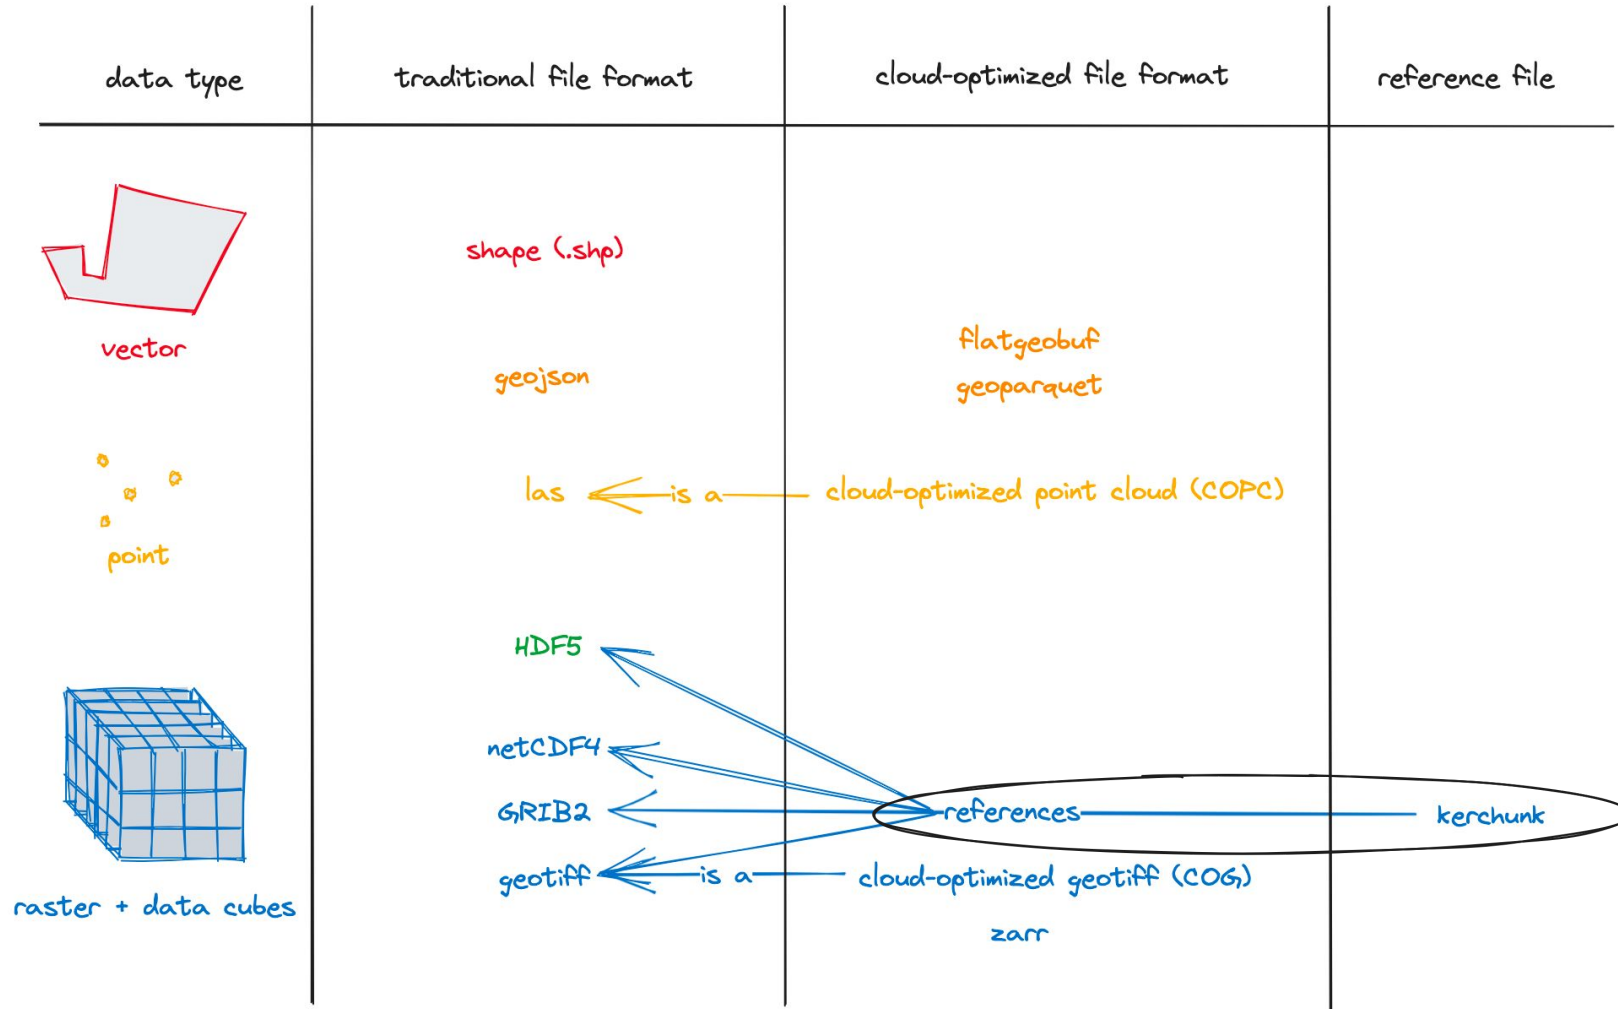 data type
traditional file format
cloud-optimized file format
reference file
vector
shape (.shp)
geojson
flatgeobuf
geoparquet
point
las
is a
cloud-optimized point cloud (COPC)
raster + data cubes
HDF5
netCDF4
GRIB2
references
kerchunk
geotiff
is a
cloud-optimized geotiff (COG)
zarr